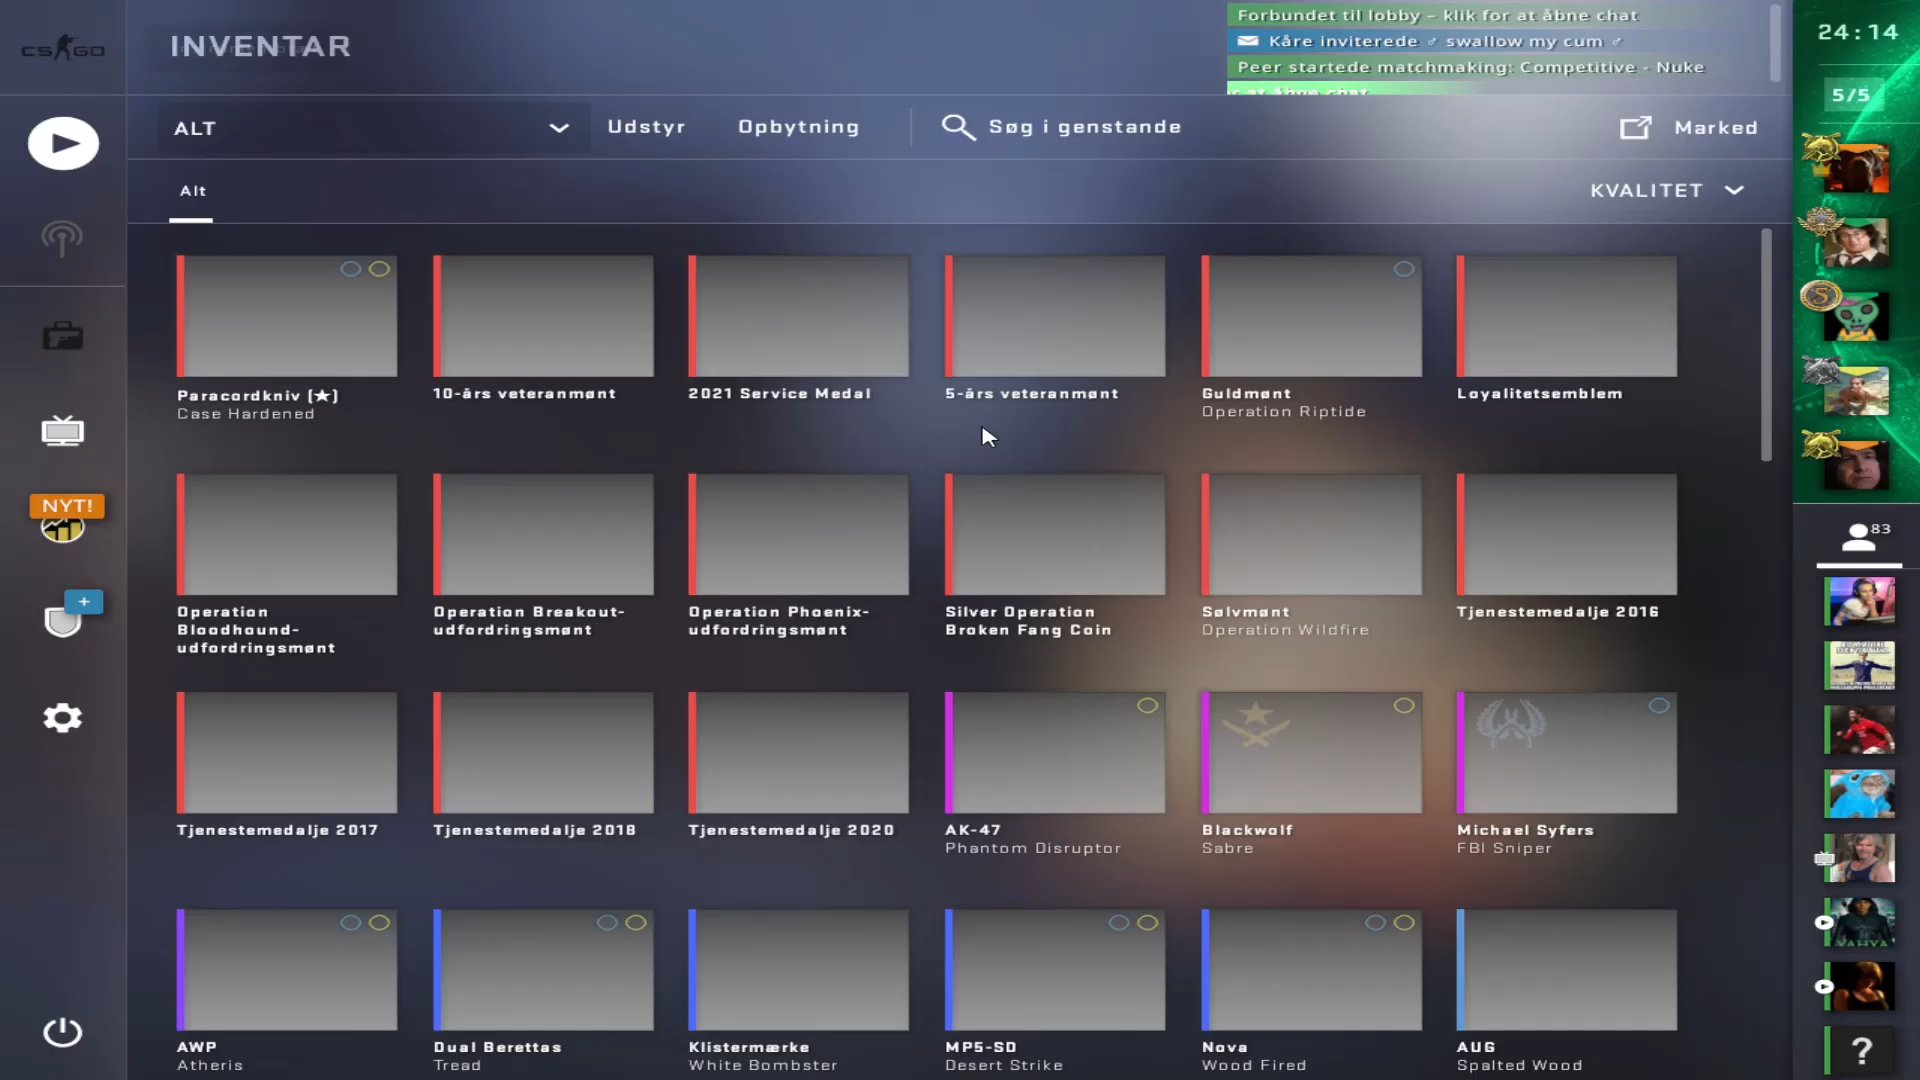 CS GO
INVENTAR
Forbundet til lobby – klik for at åbne chat
Kåre inviterede ♂ swallow my cum ♂
Peer startede matchmaking: Competitive - Nuke
at åbne chat
24:14
5/5
ALT
Udstyr
Opbytning
Søg i genstande
Marked
Alt
KVALITET
Paracordkniv (★)
Case Hardened
10-års veteranmønt
2021 Service Medal
5-års veteranmønt
Guldmønt
Operation Riptide
Loyalitetsemblem
NYT!
+
83
Operation
Bloodhound-
udfordringsmønt
Operation Breakout-
udfordringsmønt
Operation Phoenix-
udfordringsmønt
Silver Operation
Broken Fang Coin
Sølvmønt
Operation Wildfire
Tjenestemedalje 2016
Tjenestemedalje 2017
Tjenestemedalje 2018
Tjenestemedalje 2020
AK-47
Phantom Disruptor
Blackwolf
Sabre
Michael Syfers
FBI Sniper
AWP
Atheris
Dual Berettas
Tread
Klistermærke
White Bombster
MP5-SD
Desert Strike
Nova
Wood Fired
AUG
Spalted Wood
?